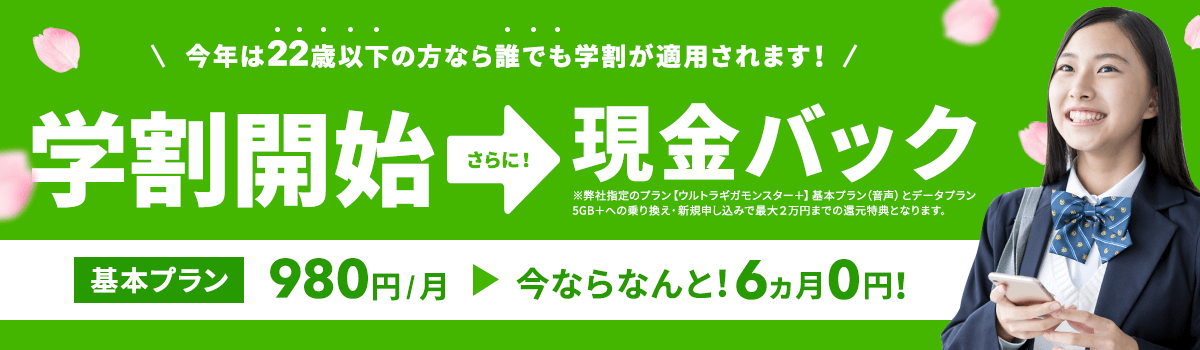 \ 今年は22歳以下の方なら誰でも学割が適用されます! /
学割開始
さらに!
現金バック
※弊社指定のプラン【ウルトラギガモンスター+】基本プラン(音声)とデータプラン
5GB+への乗り換え・新規申し込みで最大2万円までの還元特典となります。
基本プラン 980円/月 ▶ 今ならなんと!6ヵ月0円!